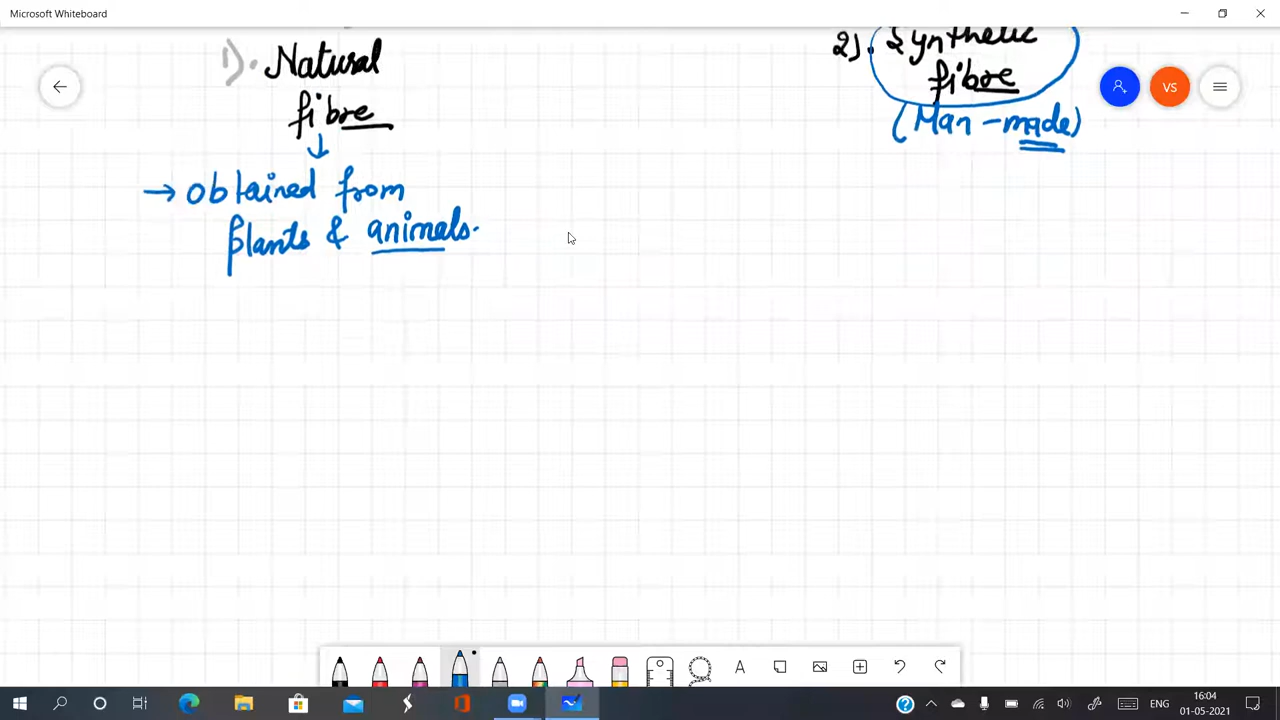 Microsoft Whiteboard
1). Natural
fibre
→ obtained from
plants & animals.
2). Synthetic
fibre
(Man-made)
VS
A
ENG
16:04
01-05-2021